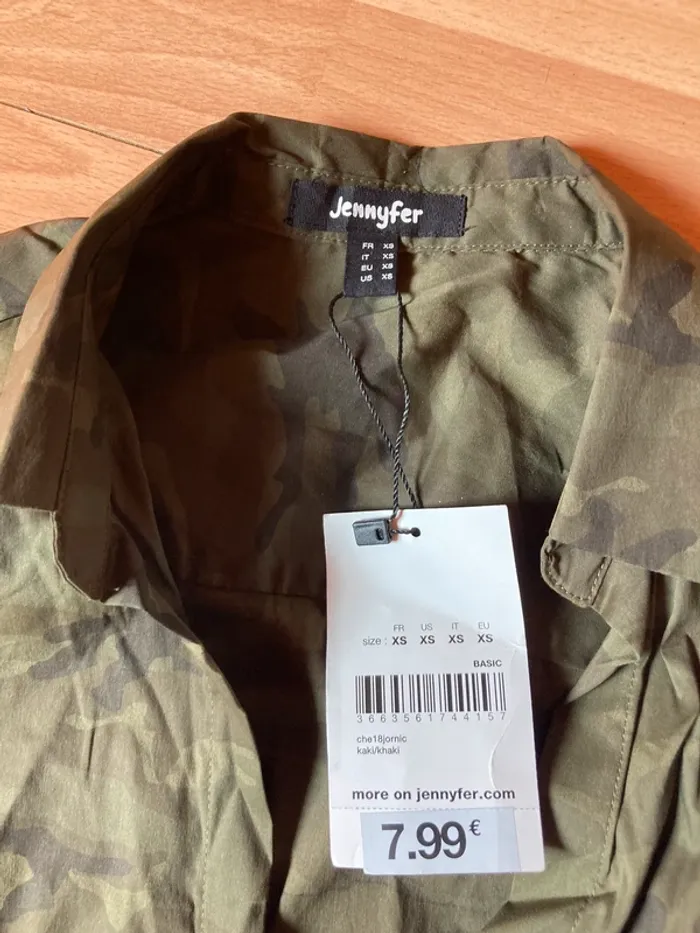 Jennyfer
FR XS
IT XS
EU XS
US XS
FR US IT EU
size : XS XS XS XS
BASIC
3663561744157
che18jornic
kaki/khaki
more on jennyfer.com
7.99€